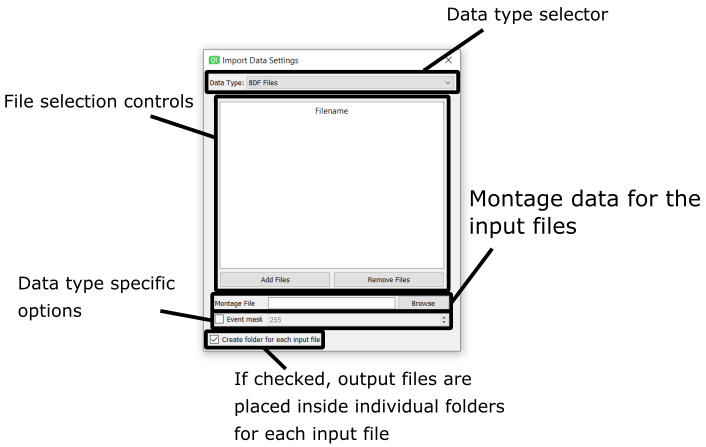 Data type selector
QI Import Data Settings
Data Type: BDF Files
File selection controls
Filename
Montage data for the
input files
Add Files Remove Files
Data type specific
options
Montage File Browse
Event mask 255
Create folder for each input file
If checked, output files are
placed inside individual folders
for each input file